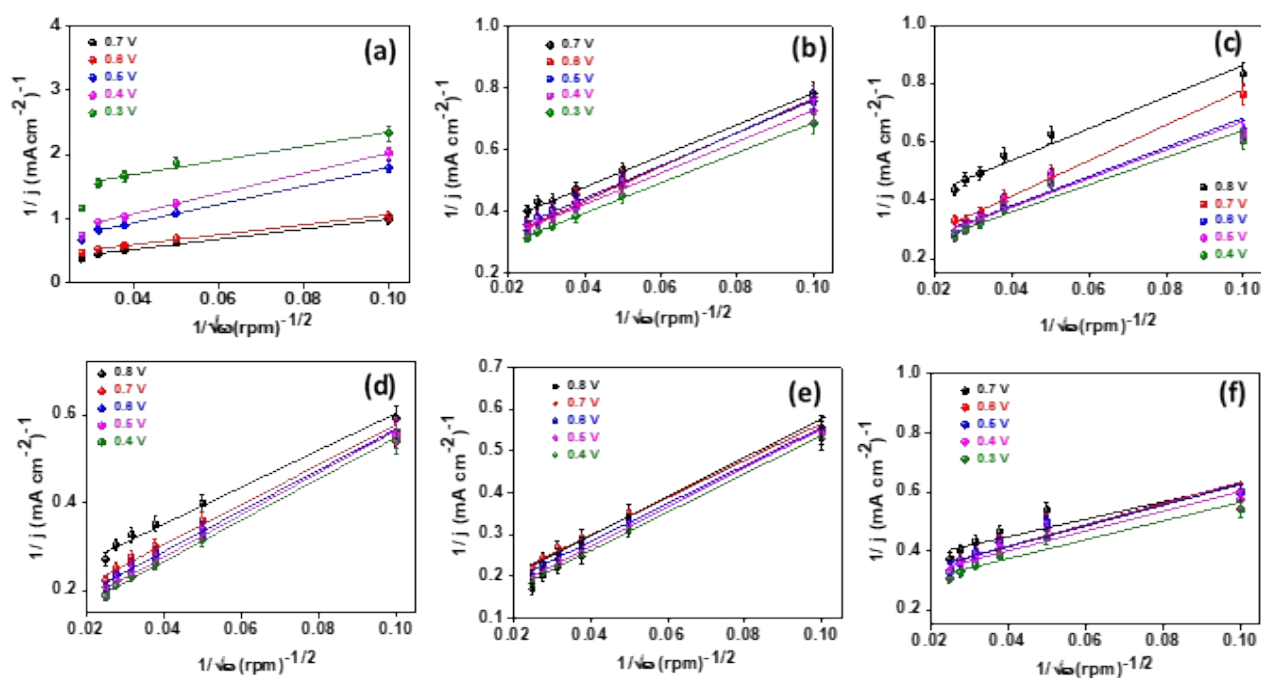 (a)
0.7 V
0.6 V
0.5 V
0.4 V
0.3 V
4
3
2
1
0
1/ j (mA cm-2)-1
0.04
0.06
0.08
0.10
1/√ω(rpm)-1/2
(b)
0.7 V
0.6 V
0.5 V
0.4 V
0.3 V
1.0
0.8
0.6
0.4
0.2
1/ j (mA cm-2)-1
0.02
0.04
0.06
0.08
0.10
1/√ω(rpm)-1/2
(c)
0.8 V
0.7 V
0.6 V
0.5 V
0.4 V
1.0
0.8
0.6
0.4
0.2
1/ j (mA cm-2)-1
0.02
0.04
0.06
0.08
0.10
1/√ω(rpm)-1/2
(d)
0.8 V
0.7 V
0.6 V
0.5 V
0.4 V
0.6
0.4
0.2
1/ j (mA cm-2)-1
0.02
0.04
0.06
0.08
0.10
1/√ω(rpm)-1/2
(e)
0.8 V
0.7 V
0.6 V
0.5 V
0.4 V
0.7
0.6
0.5
0.4
0.3
0.2
0.1
1/ j (mA cm-2)-1
0.02
0.04
0.06
0.08
0.10
1/√ω(rpm)-1/2
(f)
0.7 V
0.6 V
0.5 V
0.4 V
0.3 V
1.0
0.8
0.6
0.4
0.2
1/ j (mA cm-2)-1
0.02
0.04
0.06
0.08
0.10
1/√ω(rpm)-1/2